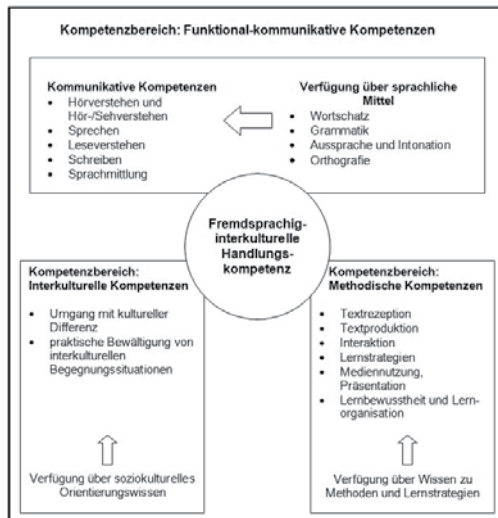 Kompetenzbereich: Funktional-kommunikative Kompetenzen
Kommunikative Kompetenzen
• Hörverstehen und
Hör-/Sehverstehen
• Sprechen
• Leseverstehen
• Schreiben
• Sprachmittlung
Verfügung über sprachliche
Mittel
• Wortschatz
• Grammatik
• Aussprache und Intonation
• Orthografie
Fremdsprachig-
interkulturelle
Handlungs-
kompetenz
Kompetenzbereich:
Interkulturelle Kompetenzen
• Umgang mit kultureller
Differenz
• praktische Bewältigung von
interkulturellen
Begegnungssituationen
Verfügung über soziokulturelles
Orientierungswissen
Kompetenzbereich:
Methodische Kompetenzen
• Textrezeption
• Textproduktion
• Interaktion
• Lernstrategien
• Mediennutzung,
Präsentation
• Lernbewusstheit und Lern-
organisation
Verfügung über Wissen zu
Methoden und Lernstrategien